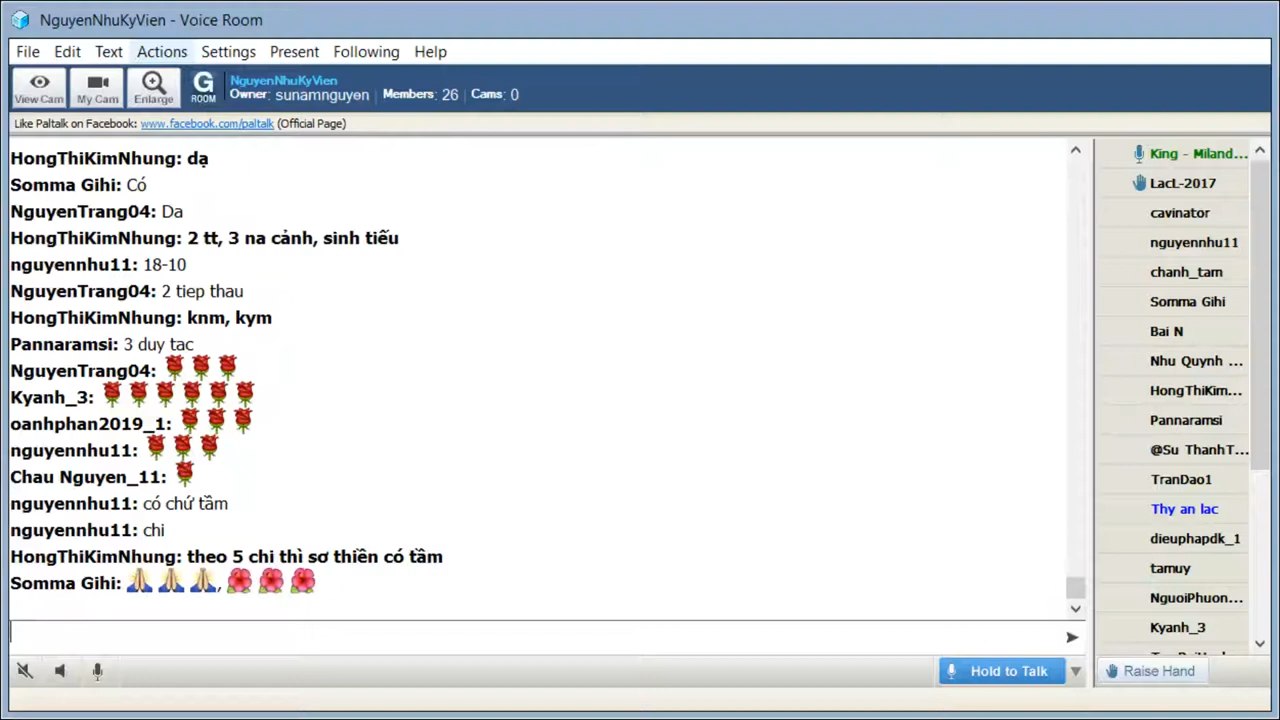 NguyenNhuKyVien - Voice Room
File Edit Text Actions Settings Present Following Help
View Cam
My Cam
Enlarge
G
ROOM
NguyenNhuKyVien
Owner: sunamnguyen Members: 26 Cams: 0
Like Paltalk on Facebook: www.facebook.com/paltalk (Official Page)
HongThiKimNhung: dạ
Somma Gihi: Có
NguyenTrang04: Da
HongThiKimNhung: 2 tt, 3 na cảnh, sinh tiếu
nguyennhu11: 18-10
NguyenTrang04: 2 tiep thau
HongThiKimNhung: knm, kym
Pannaramsi: 3 duy tac
NguyenTrang04:
Kyanh_3:
oanhphan2019_1:
nguyennhu11:
Chau Nguyen_11:
nguyennhu11: có chứ tầm
nguyennhu11: chi
HongThiKimNhung: theo 5 chi thì sơ thiền có tầm
Somma Gihi: ,
King - Miland...
LacL-2017
cavinator
nguyennhu11
chanh_tam
Somma Gihi
Bai N
Nhu Quynh ...
HongThiKim...
Pannaramsi
@Su ThanhT...
TranDao1
Thy an lac
dieuphapdk_1
tamuy
NguoiPhuon...
Kyanh_3
Hold to Talk
Raise Hand